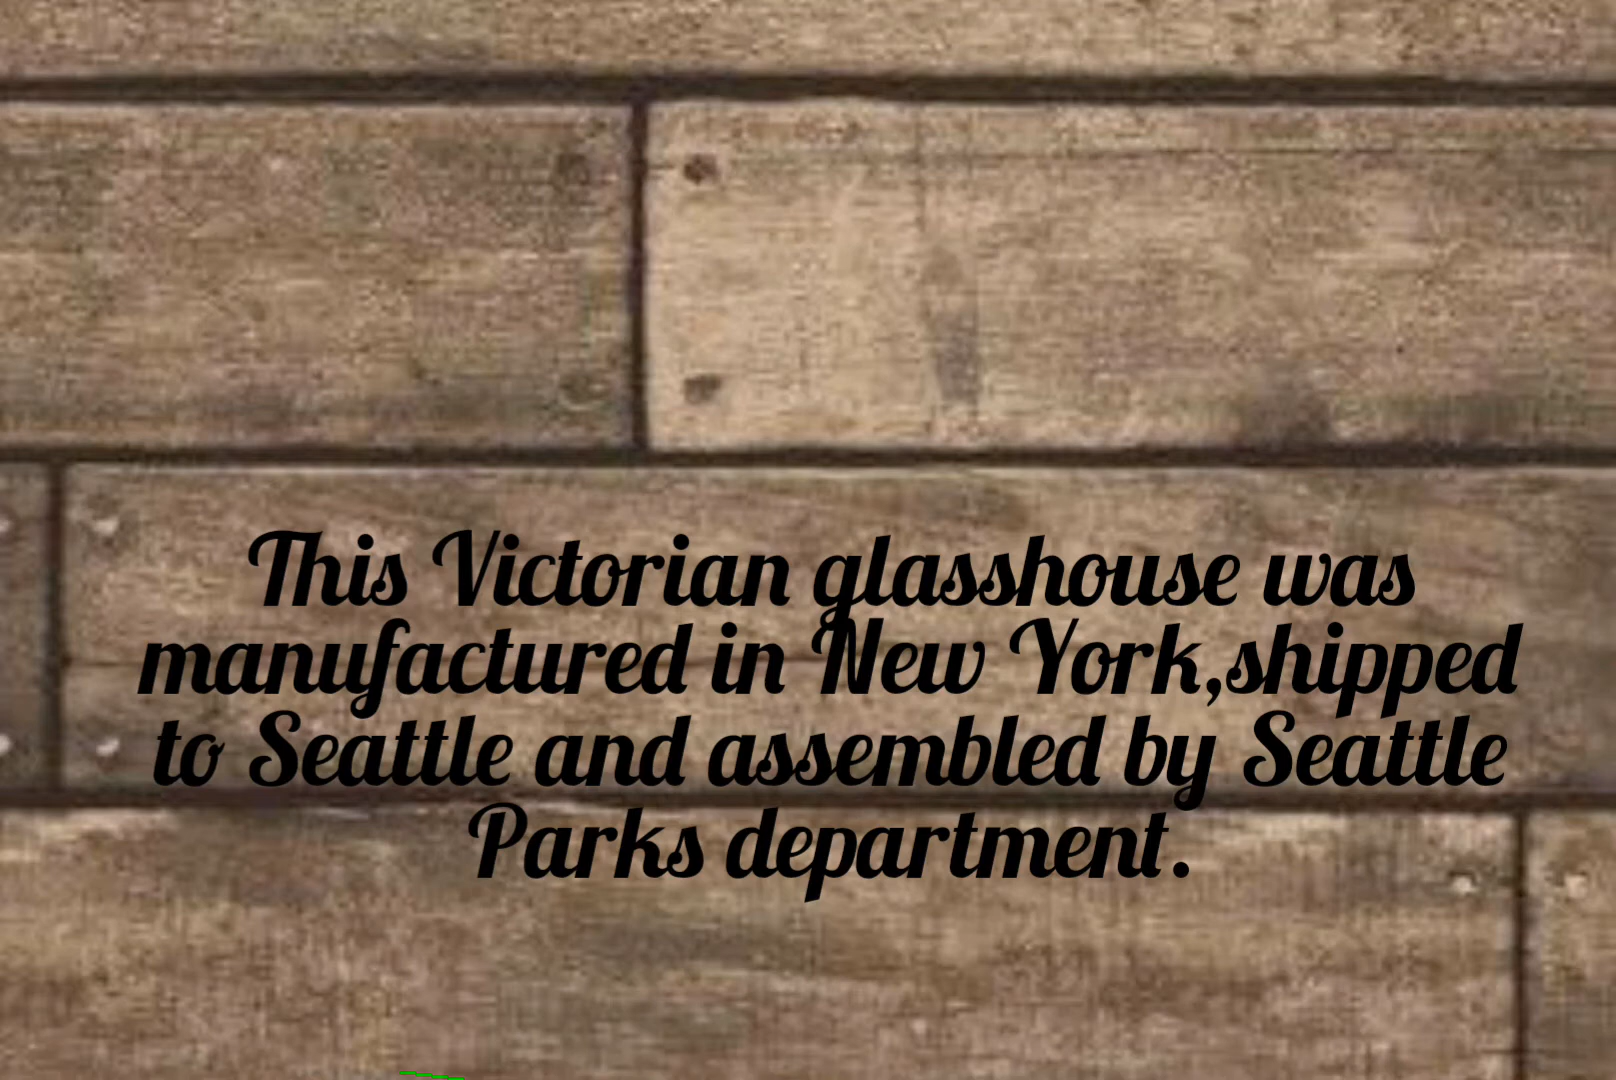 This Victorian glasshouse was
manufactured in New York,shipped
to Seattle and assembled by Seattle
Parks department.